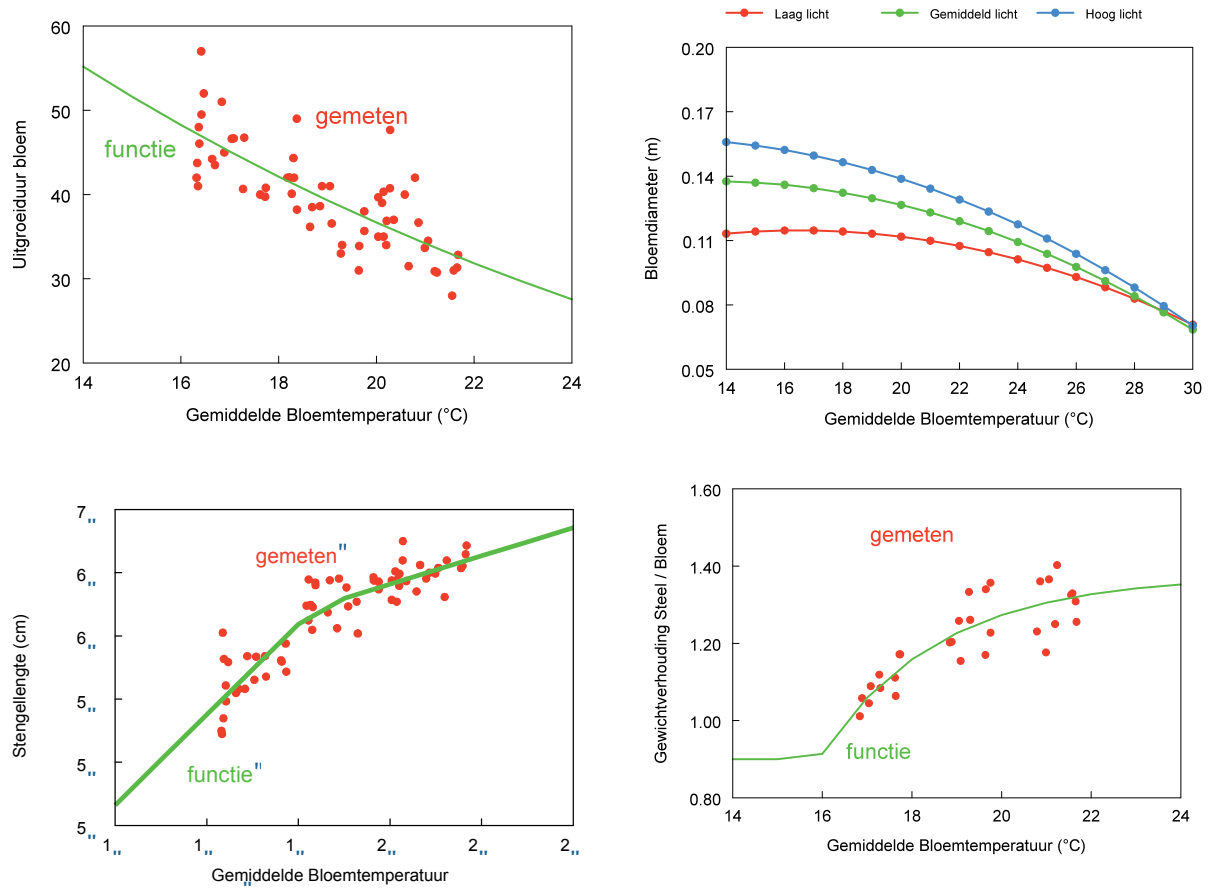 60
50
40
30
20
14 16 18 20 22 24
Uitgroeiduur bloem
gemeten
functie
Gemiddelde Bloemtemperatuur (°C)
Laag licht Gemiddeld licht Hoog licht
0.20
0.17
0.14
0.11
0.08
0.05
14 16 18 20 22 24 26 28 30
Bloemdiameter (m)
Gemiddelde Bloemtemperatuur (°C)
7"
6"
6"
5"
5"
5"
1" 1" 1" 2" 2" 2"
Stengellengte (cm)
gemeten"
functie"
Gemiddelde Bloemtemperatuur
"
1.60
1.40
1.20
1.00
0.80
14 16 18 20 22 24
Gewichtverhouding Steel / Bloem
gemeten
functie
Gemiddelde Bloemtemperatuur (°C)